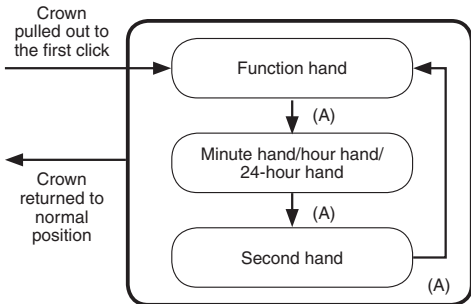 Crown
pulled out to
the first click
Function hand
(A)
Minute hand/hour hand/
24-hour hand
Crown
returned to
normal
position
(A)
Second hand
(A)